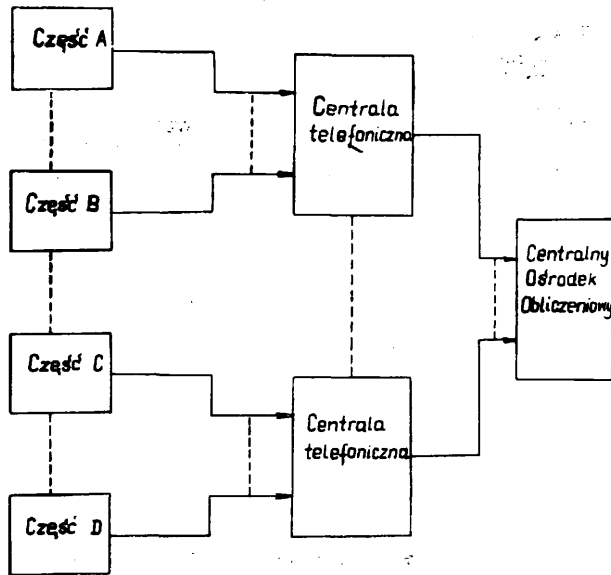 Część A
Centrala
telefoniczna
Część B
Centralny
Ośrodek
Obliczeniowy
Część C
Centrala
telefoniczna
Część D